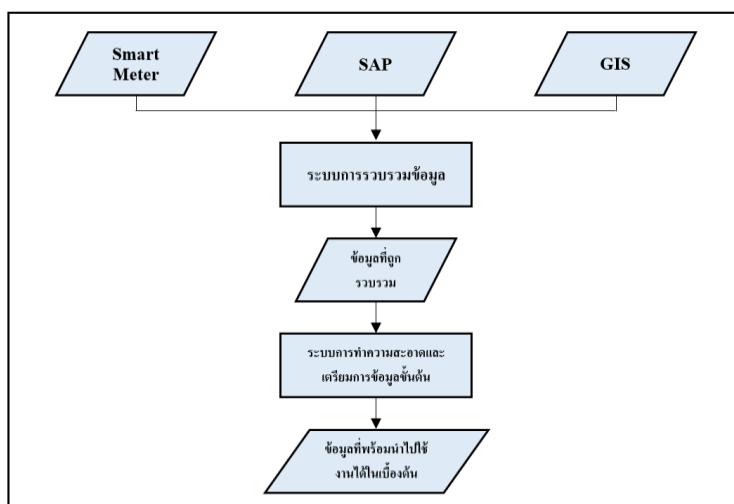 Smart
Meter
SAP
GIS
ระบบการรวบรวมข้อมูล
ข้อมูลที่ถูก
รวบรวม
ระบบการทำความสะอาดและ
เตรียมการข้อมูลขั้นต้น
ข้อมูลที่พร้อมนำไปใช้
งานได้ในเบื้องต้น